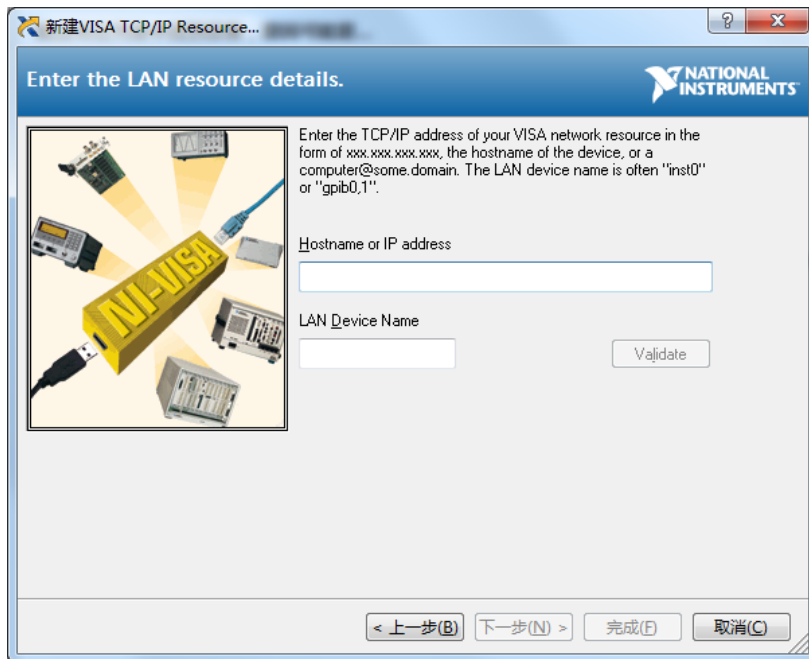 新建VISA TCP/IP Resource...
Enter the LAN resource details.
NATIONAL
INSTRUMENTS
Enter the TCP/IP address of your VISA network resource in the
form of xxx.xxx.xxx.xxx, the hostname of the device, or a
computer@some.domain. The LAN device name is often "inst0"
or "gpib0,1".
NI-VISA
Hostname or IP address
LAN Device Name
Validate
< 上一步(B)
下一步(N) >
完成(F)
取消(C)